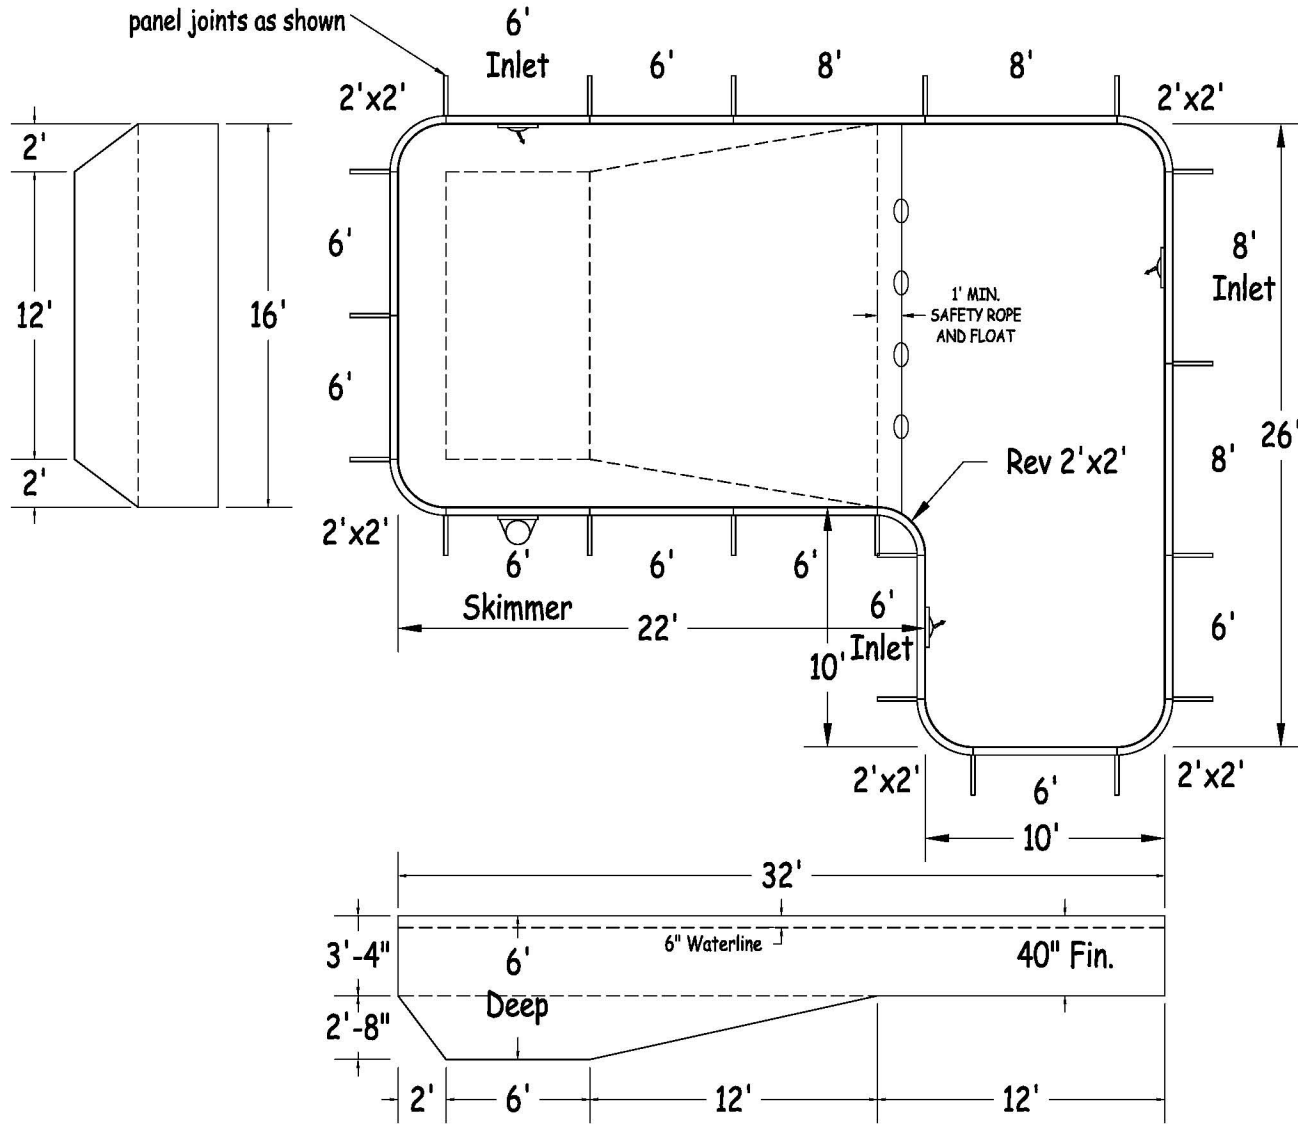 panel joints as shown
6'
Inlet
6'
8'
8'
2'x2'
2'x2'
2'
12'
2'
16'
6'
6'
8'
Inlet
1' MIN.
SAFETY ROPE
AND FLOAT
26'
8'
Rev 2'x2'
2'x2'
6'
Skimmer
6'
6'
6'
Inlet
22'
10'
6'
2'x2'
6'
2'x2'
10'
32'
3'-4"
6'
Deep
6" Waterline
40" Fin.
2'-8"
2'
6'
12'
12'